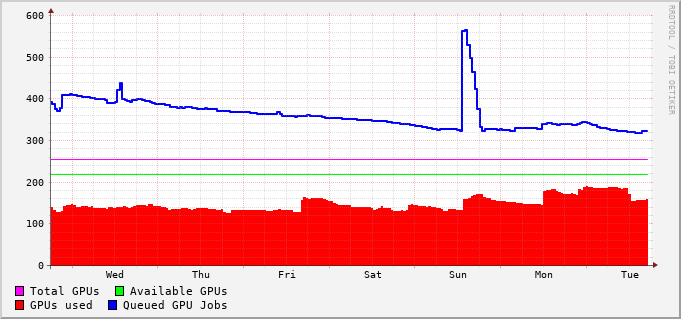 RRDTOOL / TOBI OETIKER
600
500
400
300
200
100
0
Wed Thu Fri Sat Sun Mon Tue
Total GPUs Available GPUs
GPUs used Queued GPU Jobs